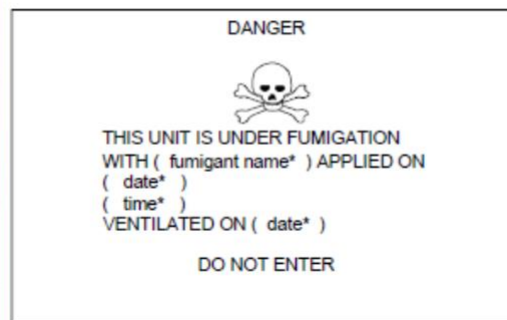 DANGER
THIS UNIT IS UNDER FUMIGATION
WITH ( fumigant name* ) APPLIED ON
( date* )
( time* )
VENTILATED ON ( date* )
DO NOT ENTER